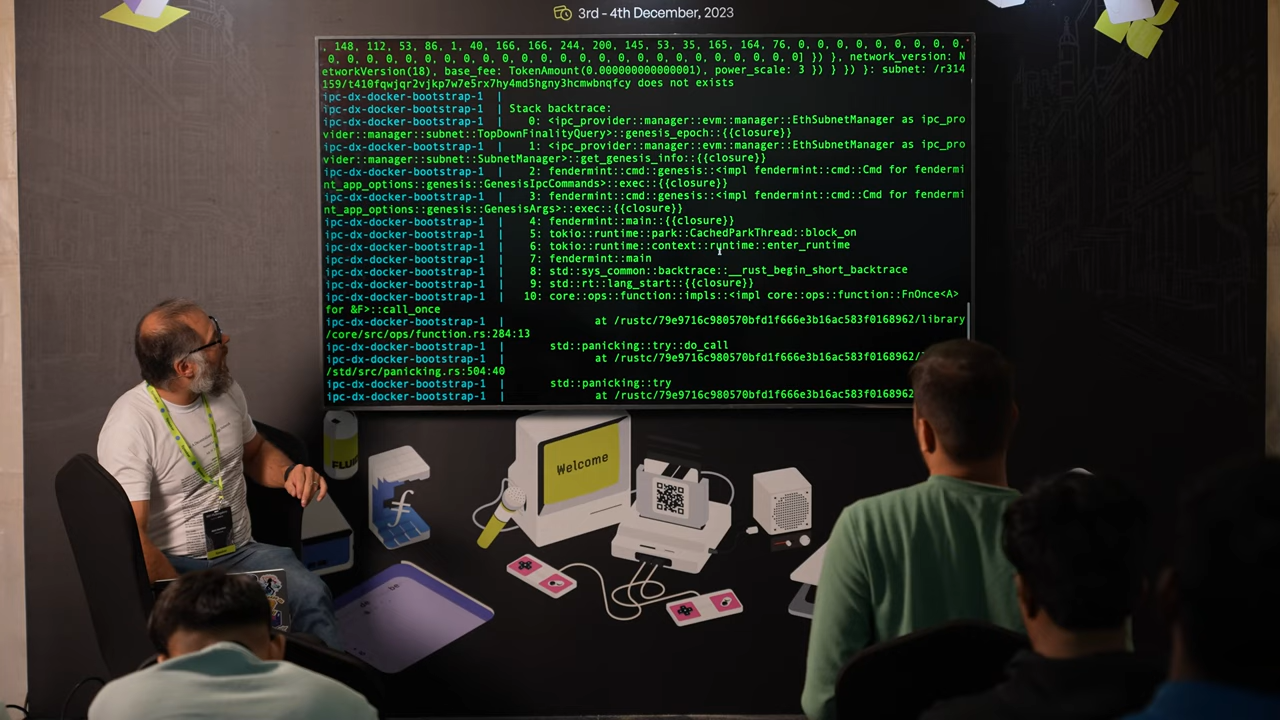 3rd - 4th December, 2023
, 148, 112, 53, 86, 1, 40, 166, 166, 244, 200, 145, 53, 35, 165, 164, 76, 0, 0, 0, 0, 0, 0, 0, 0, 0,
0, 0, 0, 0, 0, 0, 0, 0, 0, 0, 0, 0, 0, 0, 0, 0, 0, 0, 0, 0, 0, 0, 0, 0, 0] }) }, network_version: N
etworkVersion(18), base_fee: TokenAmount(0.000000000000001), power_scale: 3 }) } }) }: subnet: /r314
159/t410fqwjqr2vjkp7w7e5rx7hy4md5hgny3hcmwbnqfcy does not exists
ipc-dx-docker-bootstrap-1 |
ipc-dx-docker-bootstrap-1 | Stack backtrace:
ipc-dx-docker-bootstrap-1 | 0: <ipc_provider::manager::evm::manager::EthSubnetManager as ipc_pro
vider::manager::subnet::TopDownFinalityQuery>::genesis_epoch::{{closure}}
ipc-dx-docker-bootstrap-1 | 1: <ipc_provider::manager::evm::manager::EthSubnetManager as ipc_pro
vider::manager::subnet::SubnetManager>::get_genesis_info::{{closure}}
ipc-dx-docker-bootstrap-1 | 2: fendermint::cmd::genesis::<impl fendermint::cmd::Cmd for fendermi
nt_app_options::genesis::GenesisIpcCommands>::exec::{{closure}}
ipc-dx-docker-bootstrap-1 | 3: fendermint::cmd::genesis::<impl fendermint::cmd::Cmd for fendermi
nt_app_options::genesis::GenesisArgs>::exec::{{closure}}
ipc-dx-docker-bootstrap-1 | 4: fendermint::main::{{closure}}
ipc-dx-docker-bootstrap-1 | 5: tokio::runtime::park::CachedParkThread::block_on
ipc-dx-docker-bootstrap-1 | 6: tokio::runtime::context::runtime::enter_runtime
ipc-dx-docker-bootstrap-1 | 7: fendermint::main
ipc-dx-docker-bootstrap-1 | 8: std::sys_common::backtrace::__rust_begin_short_backtrace
ipc-dx-docker-bootstrap-1 | 9: std::rt::lang_start::{{closure}}
ipc-dx-docker-bootstrap-1 | 10: core::ops::function::impls::<impl core::ops::function::FnOnce<A>
for &F>::call_once
ipc-dx-docker-bootstrap-1 | at /rustc/79e9716c980570bfd1f666e3b16ac583f0168962/library
/core/src/ops/function.rs:284:13
ipc-dx-docker-bootstrap-1 | std::panicking::try::do_call
ipc-dx-docker-bootstrap-1 | at /rustc/79e9716c980570bfd1f666e3b16ac583f0168962/
/std/src/panicking.rs:504:40
ipc-dx-docker-bootstrap-1 | std::panicking::try
ipc-dx-docker-bootstrap-1 | at /rustc/79e9716c980570bfd1f666e3b16ac583f0168962
FLU
Welcome